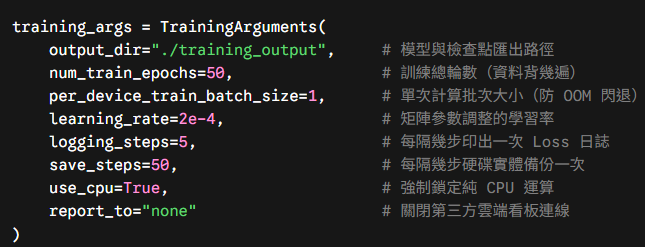 training_args = TrainingArguments(
    output_dir="./training_output",     # 模型與檢查點匯出路徑
    num_train_epochs=50,                # 訓練總輪數（資料背幾遍）
    per_device_train_batch_size=1,      # 單次計算批次大小（防 OOM 閃退）
    learning_rate=2e-4,                 # 矩陣參數調整的學習率
    logging_steps=5,                    # 每隔幾步印出一次 Loss 日誌
    save_steps=50,                      # 每隔幾步硬碟實體備份一次
    use_cpu=True,                       # 強制鎖定純 CPU 運算
    report_to="none"                    # 關閉第三方雲端看板連線
)